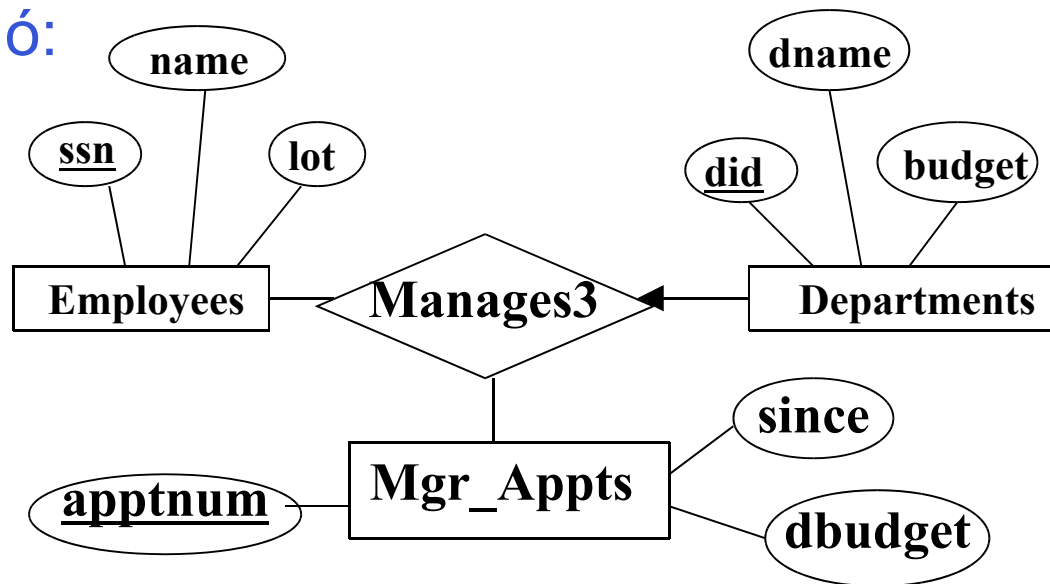 ó:
name
dname
ssn
lot
did
budget
Employees
Manages3
Departments
since
apptnum
Mgr_Appts
dbudget